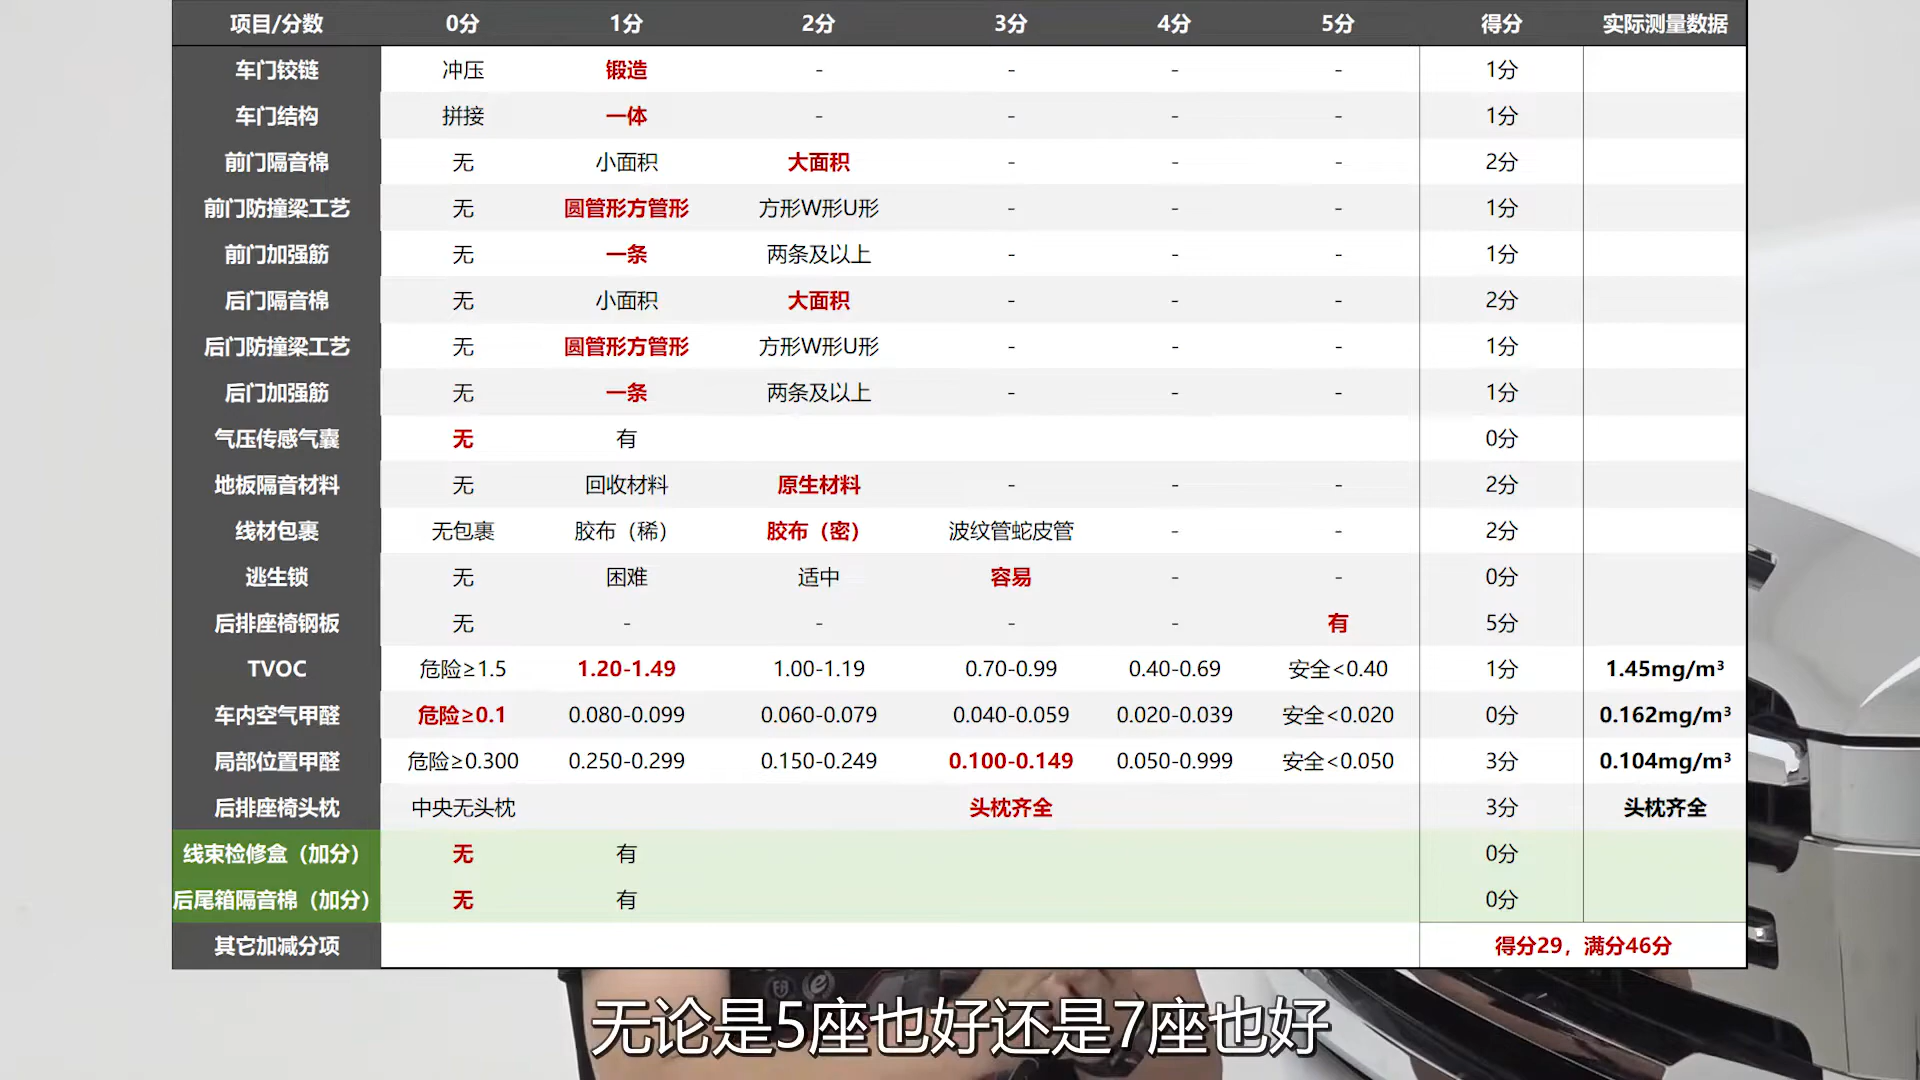 项目/分数 0分 1分 2分 3分 4分 5分 得分 实际测量数据
车门铰链 冲压 锻造 - - - - 1分
车门结构 拼接 一体 - - - - 1分
前门隔音棉 无 小面积 大面积 - - - 2分
前门防撞梁工艺 无 圆管形方管形 方形W形U形 - - - 1分
前门加强筋 无 一条 两条及以上 - - - 1分
后门隔音棉 无 小面积 大面积 - - - 2分
后门防撞梁工艺 无 圆管形方管形 方形W形U形 - - - 1分
后门加强筋 无 一条 两条及以上 - - - 1分
气压传感气囊 无 有 0分
地板隔音材料 无 回收材料 原生材料 - - - 2分
线材包裹 无包裹 胶布（稀） 胶布（密） 波纹管蛇皮管 - - 2分
逃生锁 无 困难 适中 容易 - - 0分
后排座椅钢板 无 - - - - 有 5分
TVOC 危险≥1.5 1.20-1.49 1.00-1.19 0.70-0.99 0.40-0.69 安全<0.40 1分 1.45mg/m³
车内空气甲醛 危险≥0.1 0.080-0.099 0.060-0.079 0.040-0.059 0.020-0.039 安全<0.020 0分 0.162mg/m³
局部位置甲醛 危险≥0.300 0.250-0.299 0.150-0.249 0.100-0.149 0.050-0.999 安全<0.050 3分 0.104mg/m³
后排座椅头枕 中央无头枕 头枕齐全 3分 头枕齐全
线束检修盒（加分） 无 有 0分
后尾箱隔音棉（加分） 无 有 0分
其它加减分项 得分29，满分46分
无论是5座也好还是7座也好